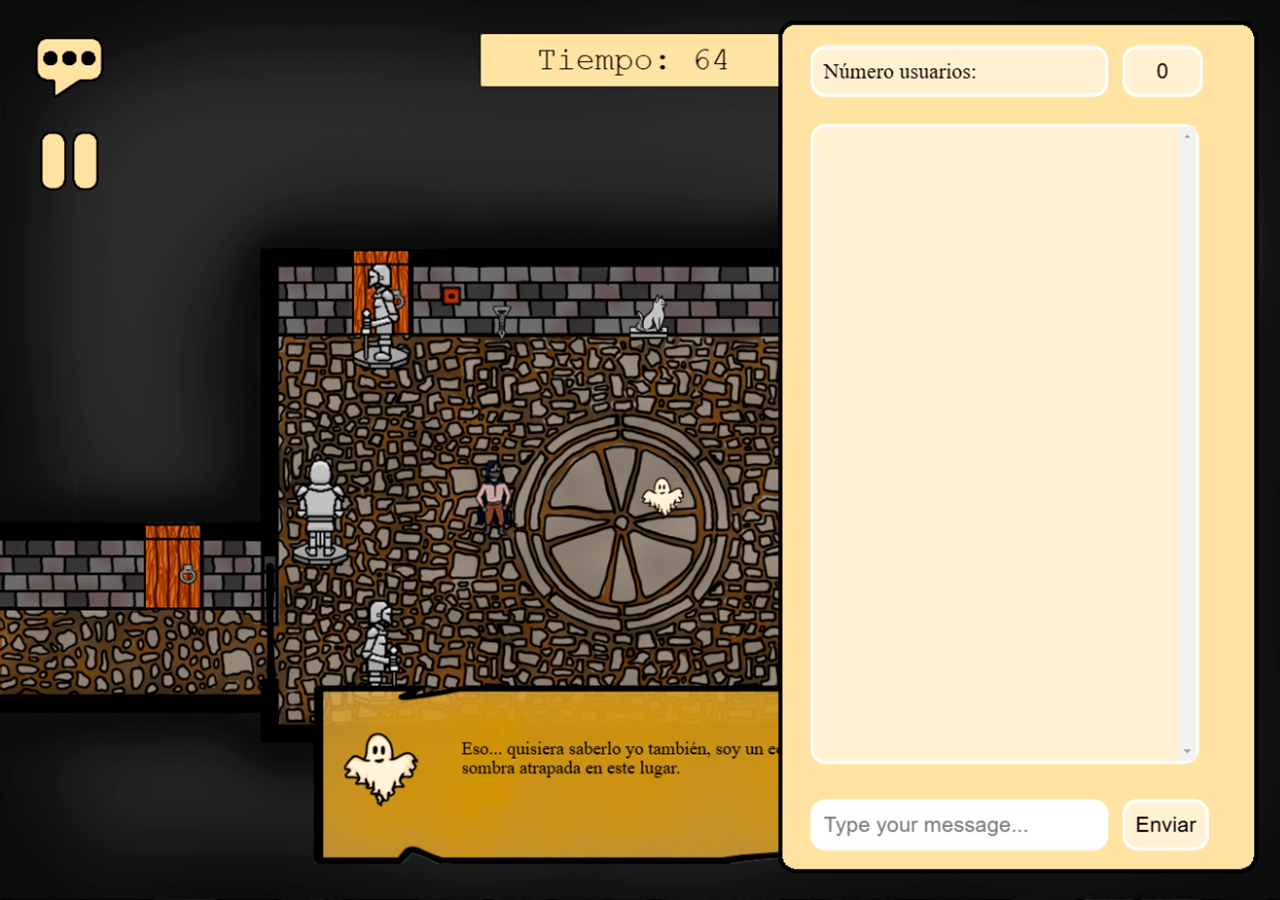 Tiempo: 64
Número usuarios:
0
Eso... quisiera saberlo yo también, soy un
sombra atrapada en este lugar.
Type your message...
Enviar